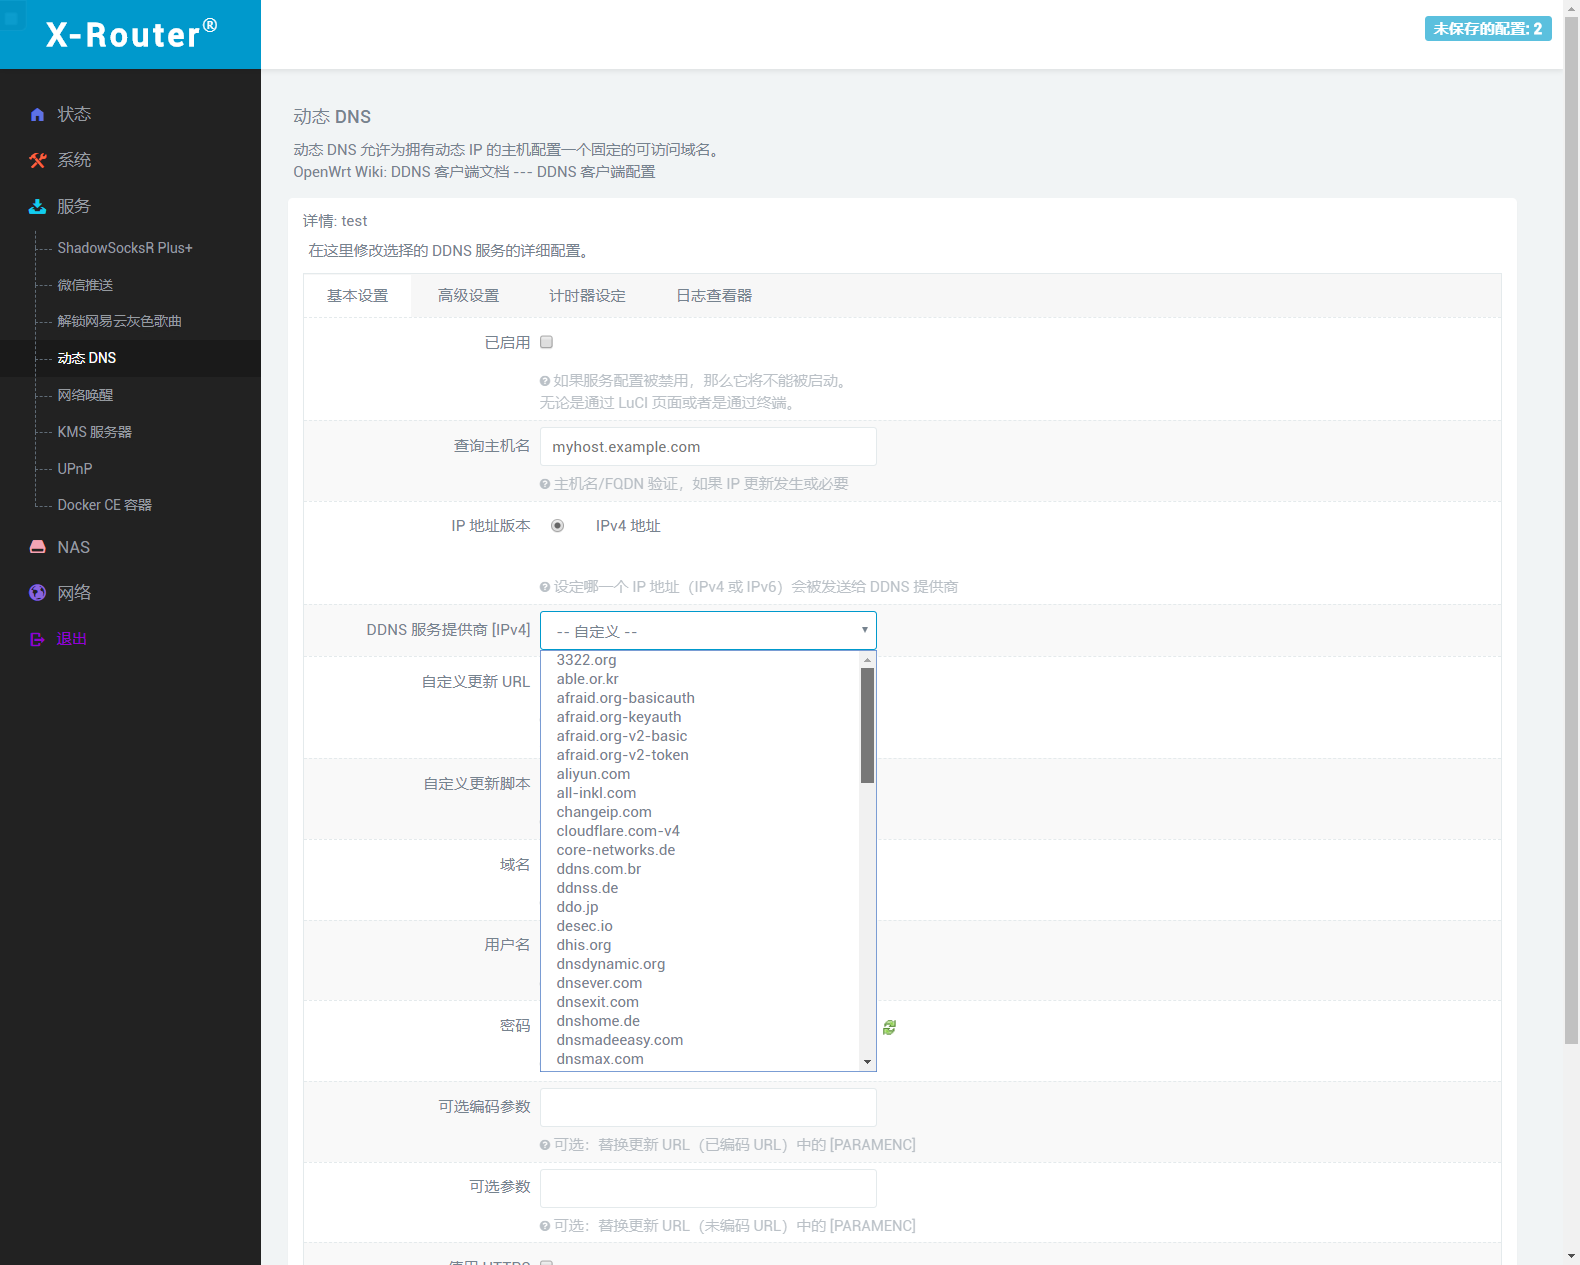 X-Router®
未保存的配置: 2
状态
系统
服务
ShadowSocksR Plus+
微信推送
解锁网易云灰色歌曲
动态 DNS
网络唤醒
KMS 服务器
UPnP
Docker CE 容器
NAS
网络
退出
动态 DNS
动态 DNS 允许为拥有动态 IP 的主机配置一个固定的可访问域名。
OpenWrt Wiki: DDNS 客户端文档 --- DDNS 客户端配置
详情: test
在这里修改选择的 DDNS 服务的详细配置。
基本设置 高级设置 计时器设定 日志查看器
已启用
如果服务配置被禁用，那么它将不能被启动。
无论是通过 LuCI 页面或者是通过终端。
查询主机名 myhost.example.com
主机名/FQDN 验证，如果 IP 更新发生或必要
IP 地址版本 IPv4 地址
设定哪一个 IP 地址（IPv4 或 IPv6）会被发送给 DDNS 提供商
DDNS 服务提供商 [IPv4] -- 自定义 --
3322.org
able.or.kr
afraid.org-basicauth
afraid.org-keyauth
afraid.org-v2-basic
afraid.org-v2-token
aliyun.com
all-inkl.com
changeip.com
cloudflare.com-v4
core-networks.de
ddns.com.br
ddnss.de
ddo.jp
desec.io
dhis.org
dnsdynamic.org
dnsever.com
dnsexit.com
dnshome.de
dnsmadeeasy.com
dnsmax.com
自定义更新 URL
自定义更新脚本
域名
用户名
密码
可选编码参数
可选：替换更新 URL（已编码 URL）中的 [PARAMENC]
可选参数
可选：替换更新 URL（未编码 URL）中的 [PARAMENC]
使用 HTTPS